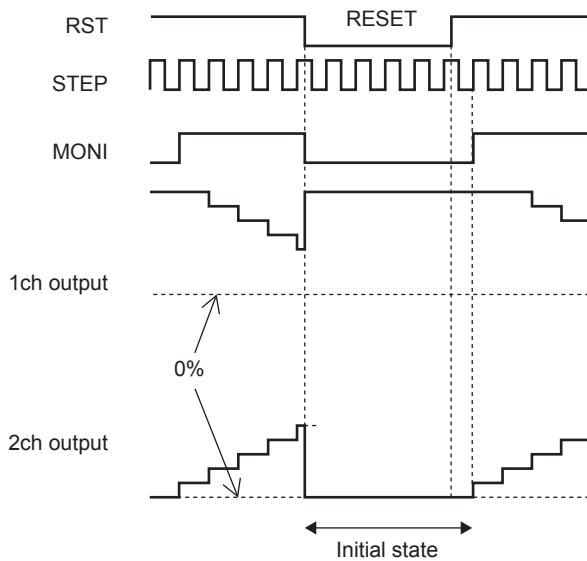 RST
RESET
STEP
MONI
1ch output
0%
2ch output
Initial state